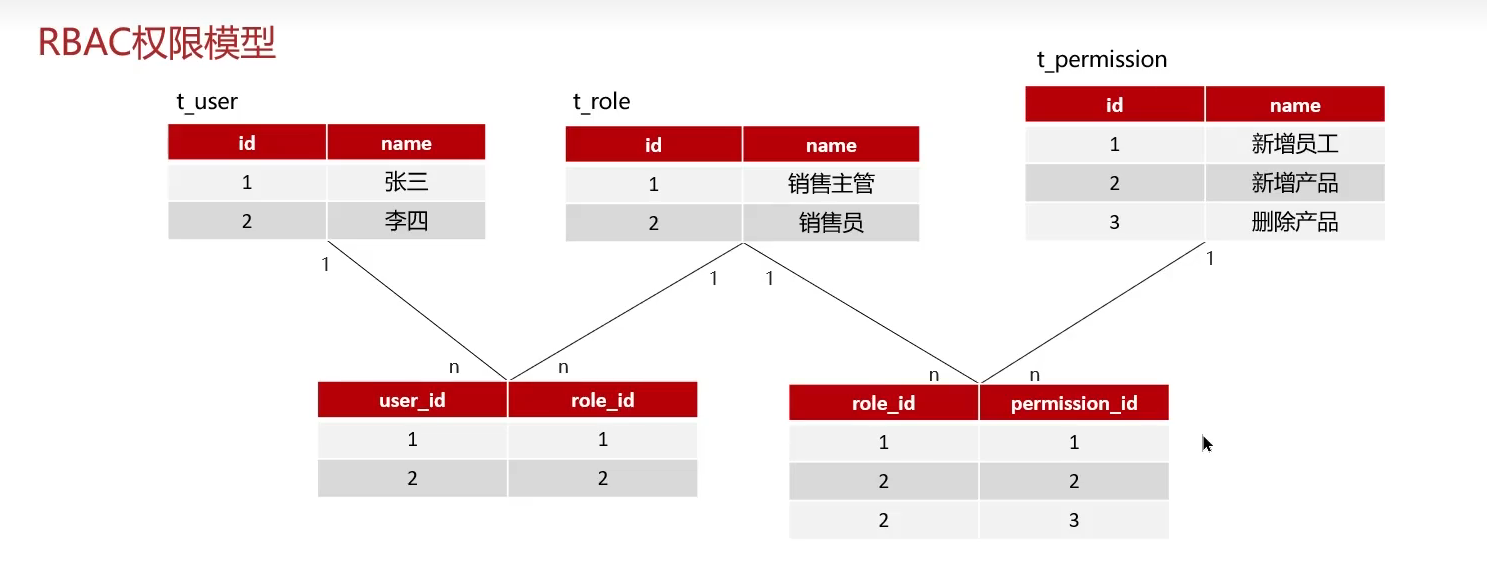 RBAC权限模型
t_user
id name
1 张三
2 李四
t_role
id name
1 销售主管
2 销售员
t_permission
id name
1 新增员工
2 新增产品
3 删除产品
1
1 1
1
n n
n n
user_id role_id
1 1
2 2
role_id permission_id
1 1
2 2
2 3